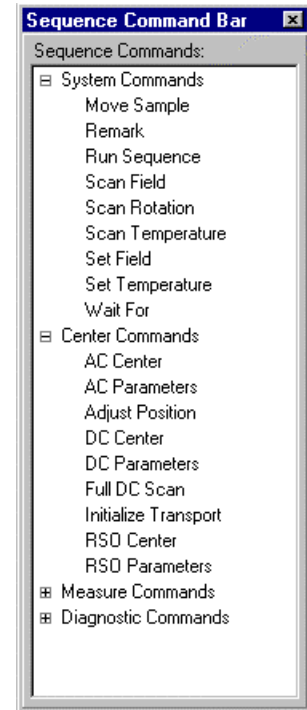 Sequence Command Bar
Sequence Commands:
System Commands
Move Sample
Remark
Run Sequence
Scan Field
Scan Rotation
Scan Temperature
Set Field
Set Temperature
Wait For
Center Commands
AC Center
AC Parameters
Adjust Position
DC Center
DC Parameters
Full DC Scan
Initialize Transport
RSO Center
RSO Parameters
Measure Commands
Diagnostic Commands